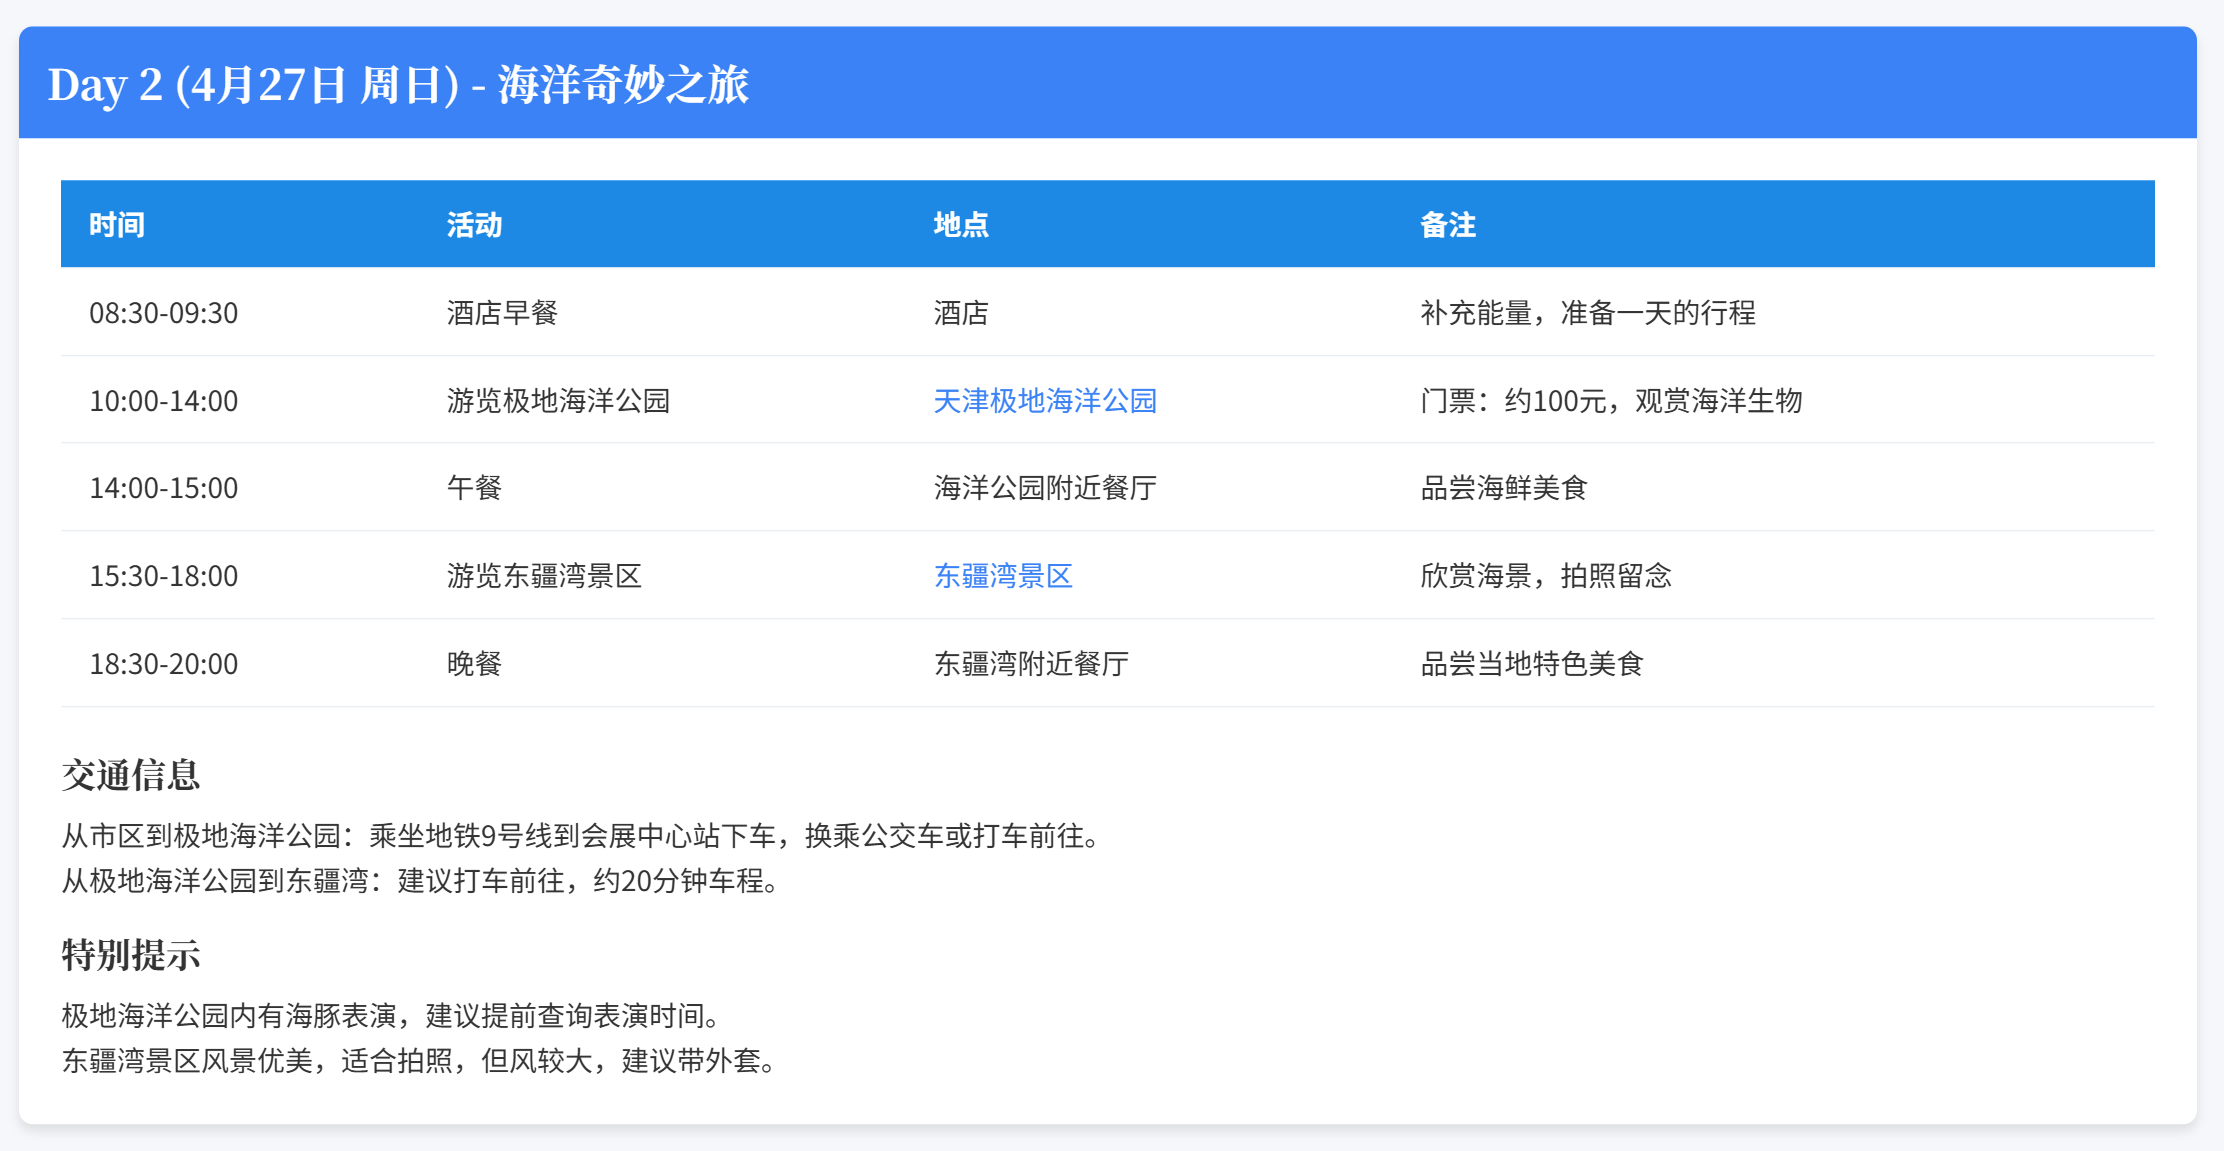 Day 2 (4月27日 周日) - 海洋奇妙之旅
时间 活动 地点 备注
08:30-09:30 酒店早餐 酒店 补充能量，准备一天的行程
10:00-14:00 游览极地海洋公园 天津极地海洋公园 门票：约100元，观赏海洋生物
14:00-15:00 午餐 海洋公园附近餐厅 品尝海鲜美食
15:30-18:00 游览东疆湾景区 东疆湾景区 欣赏海景，拍照留念
18:30-20:00 晚餐 东疆湾附近餐厅 品尝当地特色美食
交通信息
从市区到极地海洋公园：乘坐地铁9号线到会展中心站下车，换乘公交车或打车前往。
从极地海洋公园到东疆湾：建议打车前往，约20分钟车程。
特别提示
极地海洋公园内有海豚表演，建议提前查询表演时间。
东疆湾景区风景优美，适合拍照，但风较大，建议带外套。